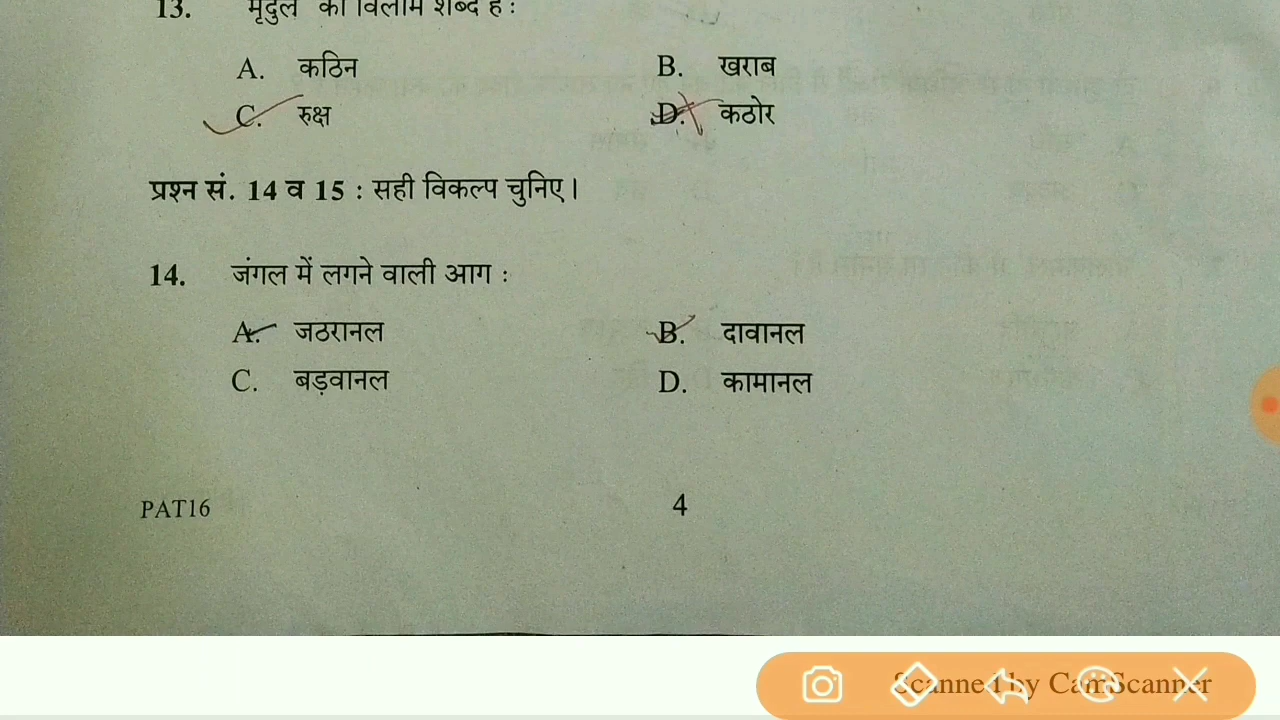 13. मृदुल का विलोम शब्द है :
A. कठिन B. खराब
C. रुक्ष D. कठोर
प्रश्न सं. 14 व 15 : सही विकल्प चुनिए।
14. जंगल में लगने वाली आग :
A. जठरानल B. दावानल
C. बड़वानल D. कामानल
PAT16 4
Scanned by CamScanner